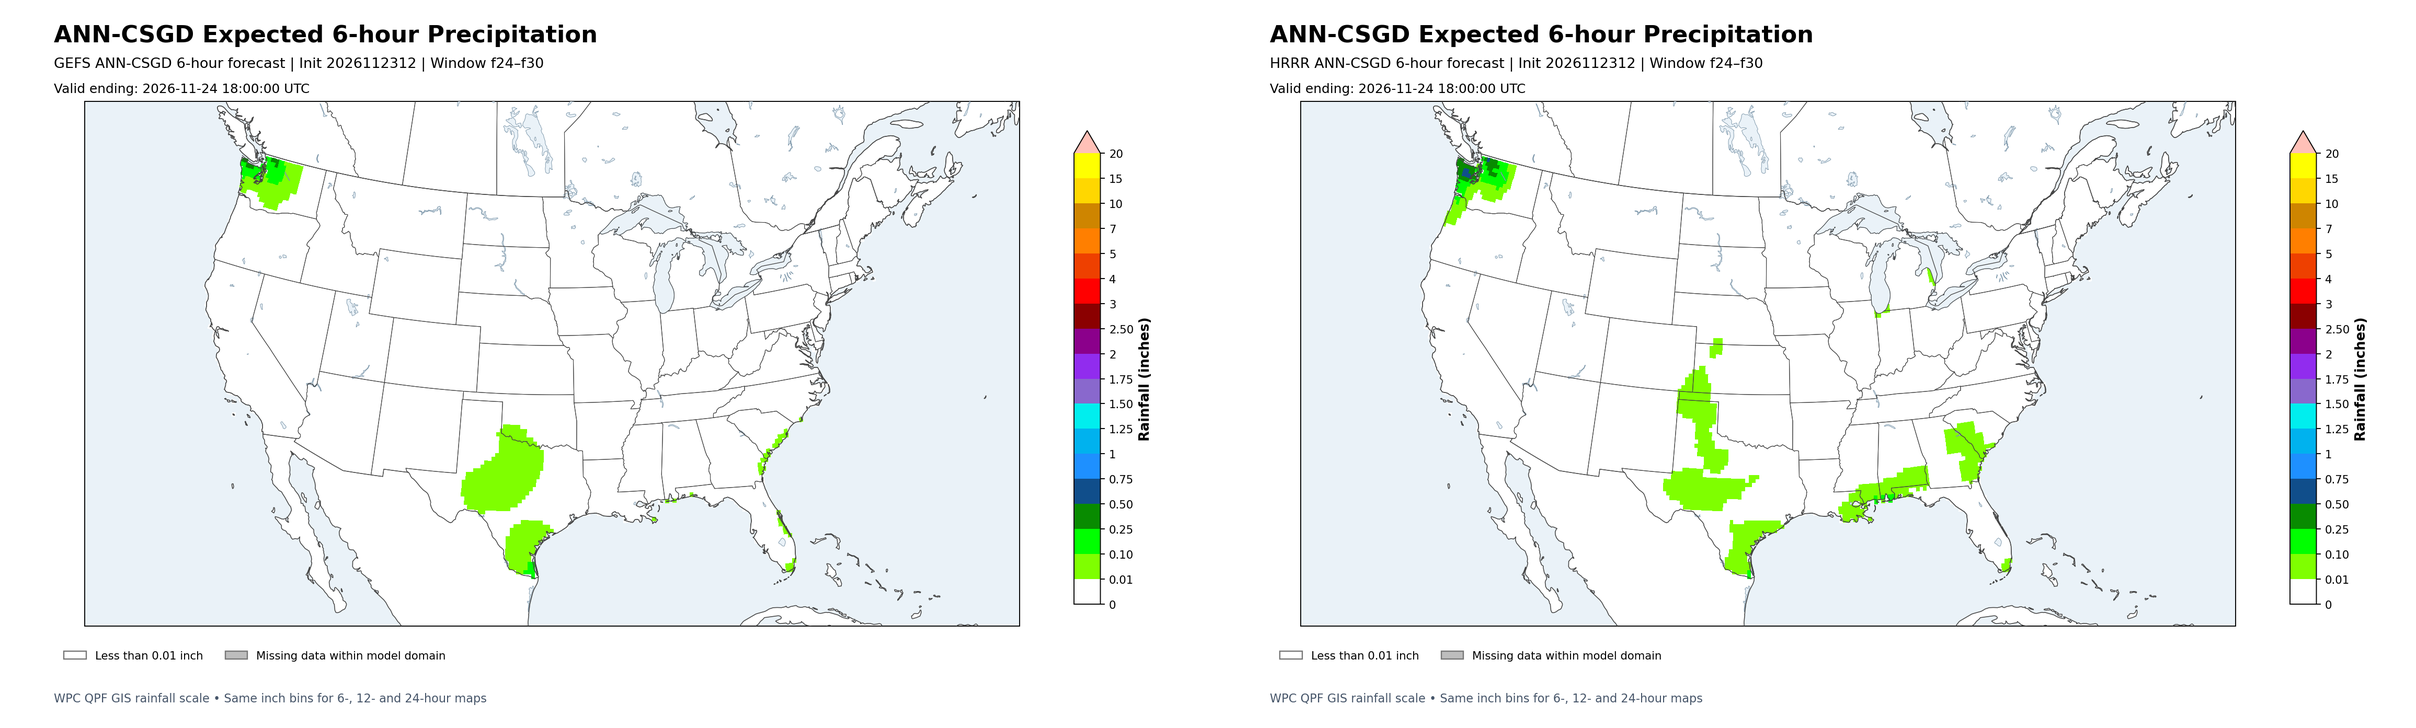 ANN-CSGD Expected 6-hour Precipitation
GEFS ANN-CSGD 6-hour forecast | Init 2026112312 | Window f24–f30
Valid ending: 2026-11-24 18:00:00 UTC
20
15
10
7
5
4
3
2.50
2
1.75
1.50
1.25
1
0.75
0.50
0.25
0.10
0.01
0
Rainfall (inches)
Less than 0.01 inch
Missing data within model domain
WPC QPF GIS rainfall scale • Same inch bins for 6-, 12- and 24-hour maps
ANN-CSGD Expected 6-hour Precipitation
HRRR ANN-CSGD 6-hour forecast | Init 2026112312 | Window f24–f30
Valid ending: 2026-11-24 18:00:00 UTC
20
15
10
7
5
4
3
2.50
2
1.75
1.50
1.25
1
0.75
0.50
0.25
0.10
0.01
0
Rainfall (inches)
Less than 0.01 inch
Missing data within model domain
WPC QPF GIS rainfall scale • Same inch bins for 6-, 12- and 24-hour maps